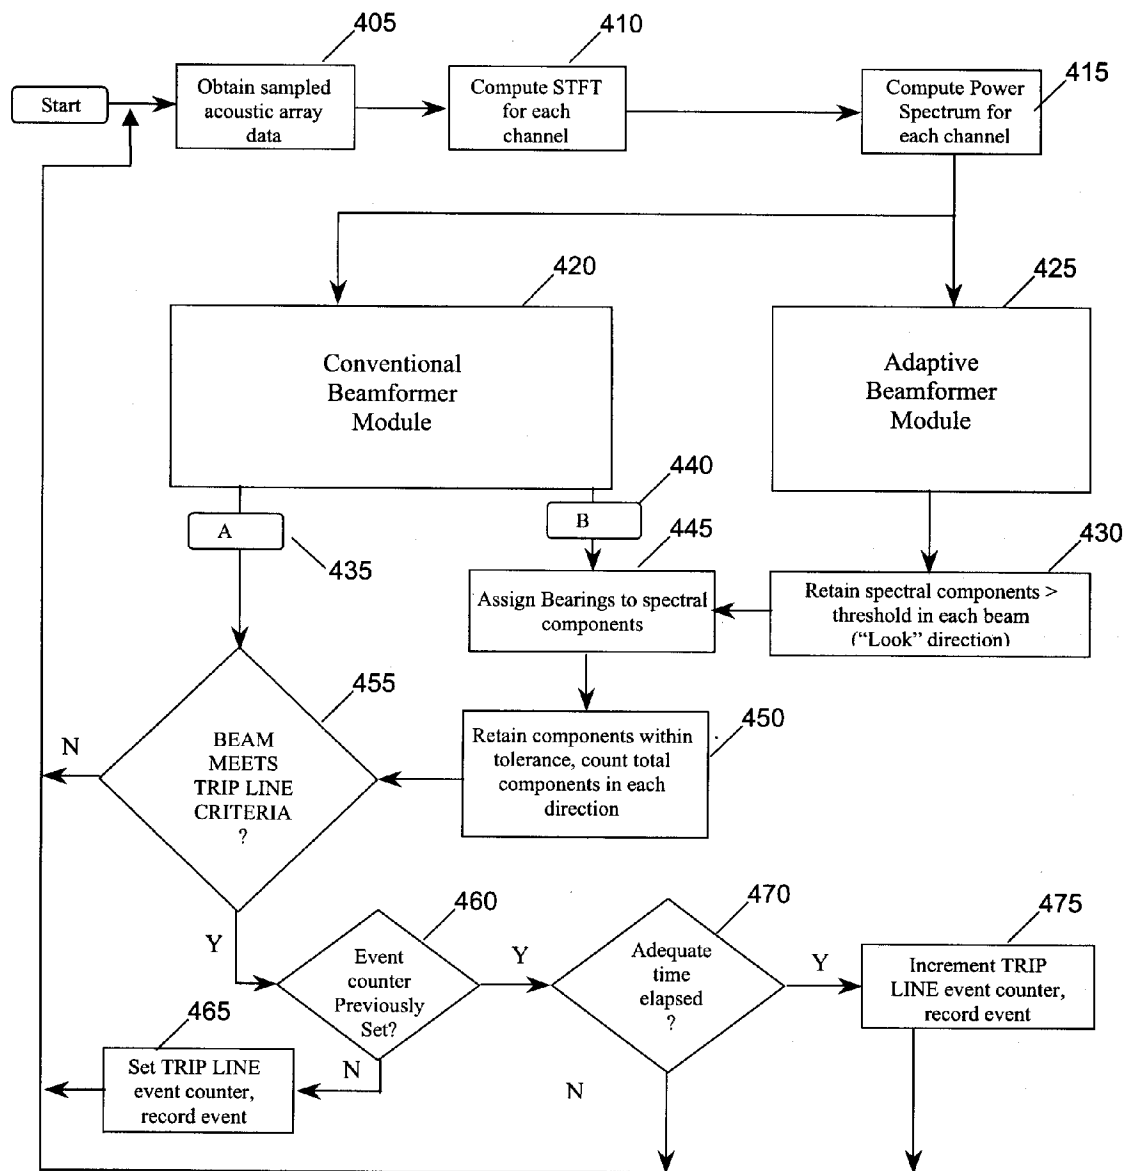 405
410
415
Start
Obtain sampled
acoustic array
data
Compute STFT
for each
channel
Compute Power
Spectrum for
each channel
420
425
Conventional
Beamformer
Module
Adaptive
Beamformer
Module
440
A
B
435
445
430
Assign Bearings to spectral
components
Retain spectral components >
threshold in each beam
("Look" direction)
455
450
N
BEAM
MEETS
TRIP LINE
CRITERIA
?
Retain components within
tolerance, count total
components in each
direction
460
470
475
Y
Event
counter
Previously
Set?
Y
Adequate
time
elapsed
?
Y
Increment TRIP
LINE event counter,
record event
465
Set TRIP LINE
event counter,
record event
N
N